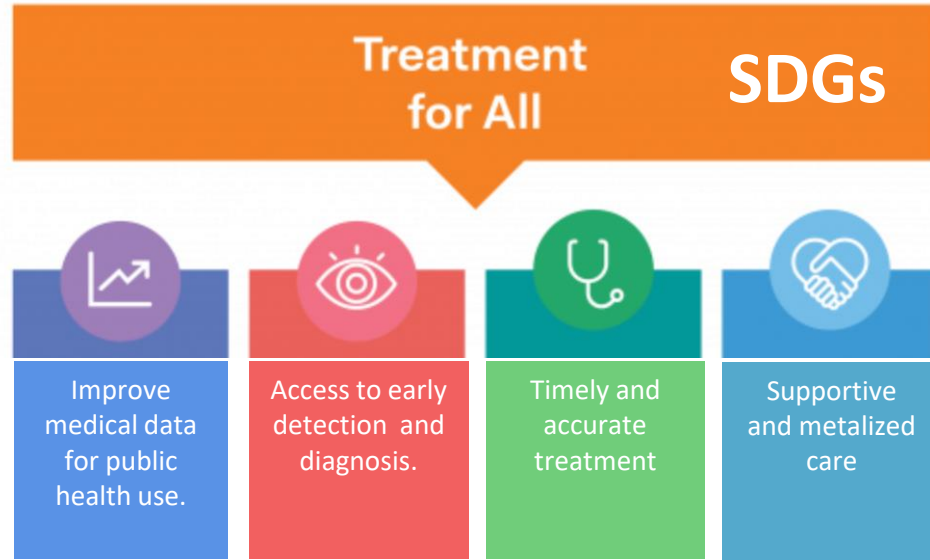 Treatment
for All
SDGs
Improve
medical data
for public
health use.
Access to early
detection and
diagnosis.
Timely and
accurate
treatment
Supportive
and metalized
care